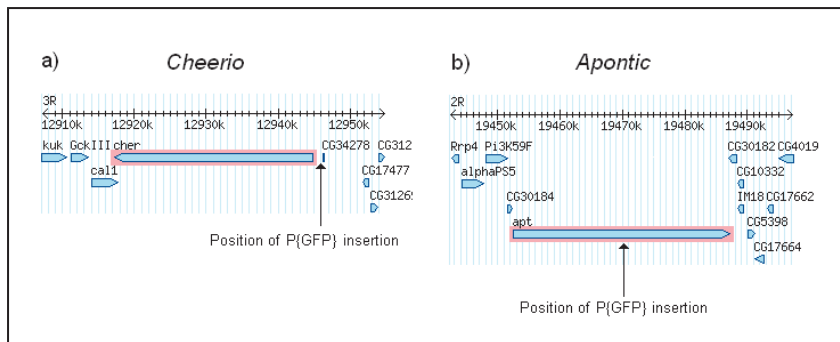 a) Cheerio
3R
12910k 12920k 12930k 12940k 12950k
kuk GckIII cher CG34278 CG312
cal1 CG17477
CG3126
Position of P{GFP} insertion
b) Apontic
2R
19450k 19460k 19470k 19480k 19490k
Rrp4 Pi3K59F CG30182 CG4019
alphaPS5 CG10332
CG30184 IM18 CG17662
apt CG5398
CG17664
Position of P{GFP} insertion